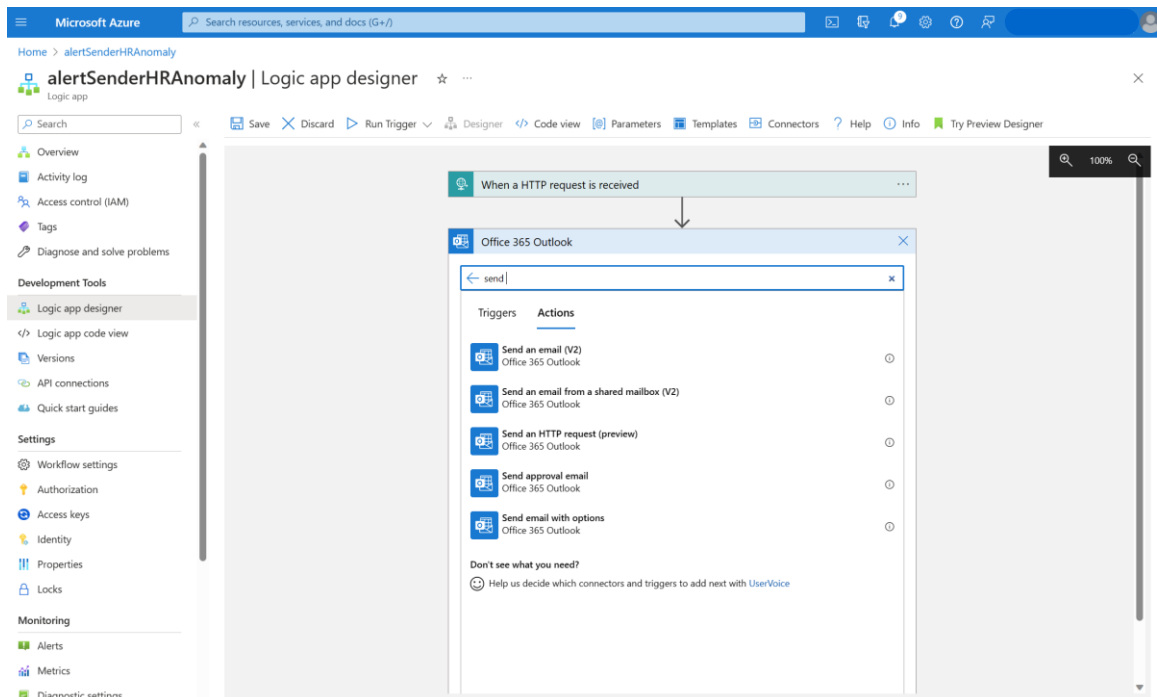 Microsoft Azure
Search resources, services, and docs (G+/)
9
Home > alertSenderHRAnomaly
alertSenderHRAnomaly | Logic app designer
Logic app
Search
Save Discard Run Trigger Designer Code view Parameters Templates Connectors Help Info Try Preview Designer
Overview
Activity log
Access control (IAM)
Tags
Diagnose and solve problems
Development Tools
Logic app designer
Logic app code view
Versions
API connections
Quick start guides
Settings
Workflow settings
Authorization
Access keys
Identity
Properties
Locks
Monitoring
Alerts
Metrics
Diagnostic settings
100%
When a HTTP request is received
Office 365 Outlook
send
Triggers Actions
Send an email (V2)
Office 365 Outlook
Send an email from a shared mailbox (V2)
Office 365 Outlook
Send an HTTP request (preview)
Office 365 Outlook
Send approval email
Office 365 Outlook
Send email with options
Office 365 Outlook
Don't see what you need?
Help us decide which connectors and triggers to add next with UserVoice